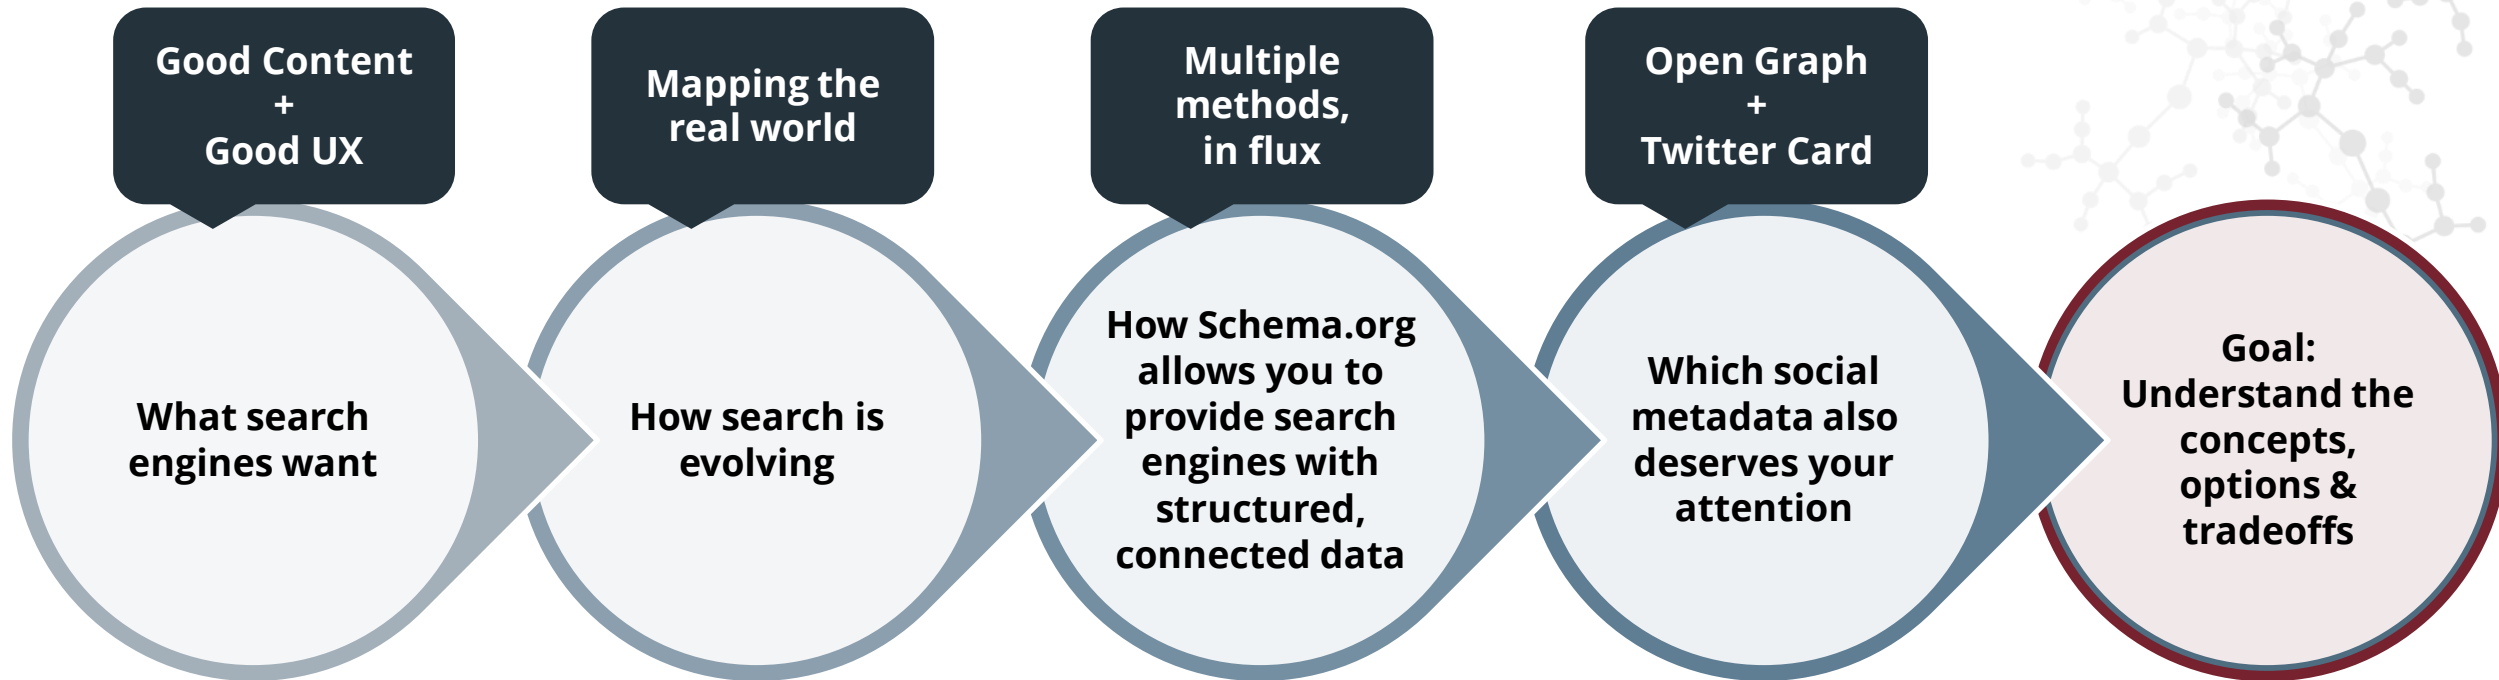 Good Content
+
Good UX
What search
engines want
Mapping the
real world
How search is
evolving
Multiple
methods,
in flux
How Schema.org
allows you to
provide search
engines with
structured,
connected data
Open Graph
+
Twitter Card
Which social
metadata also
deserves your
attention
Goal:
Understand the
concepts,
options &
tradeoffs